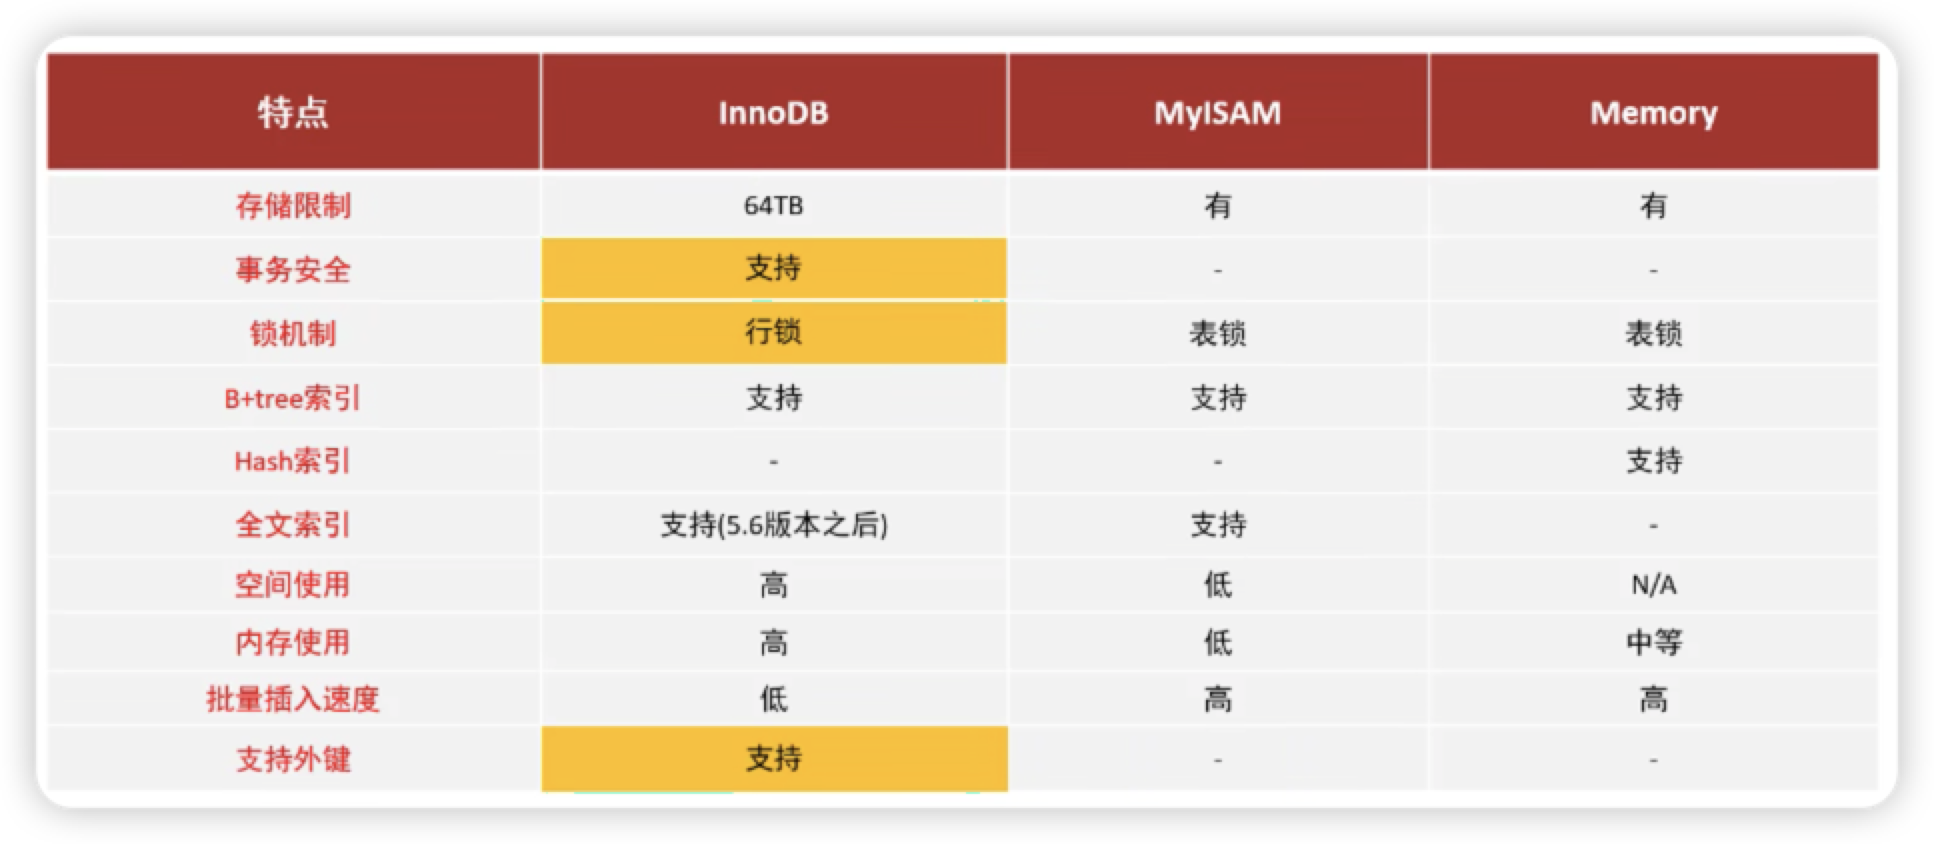 特点 InnoDB MyISAM Memory
存储限制 64TB 有 有
事务安全 支持 - -
锁机制 行锁 表锁 表锁
B+tree索引 支持 支持 支持
Hash索引 - - 支持
全文索引 支持(5.6版本之后) 支持 -
空间使用 高 低 N/A
内存使用 高 低 中等
批量插入速度 低 高 高
支持外键 支持 - -